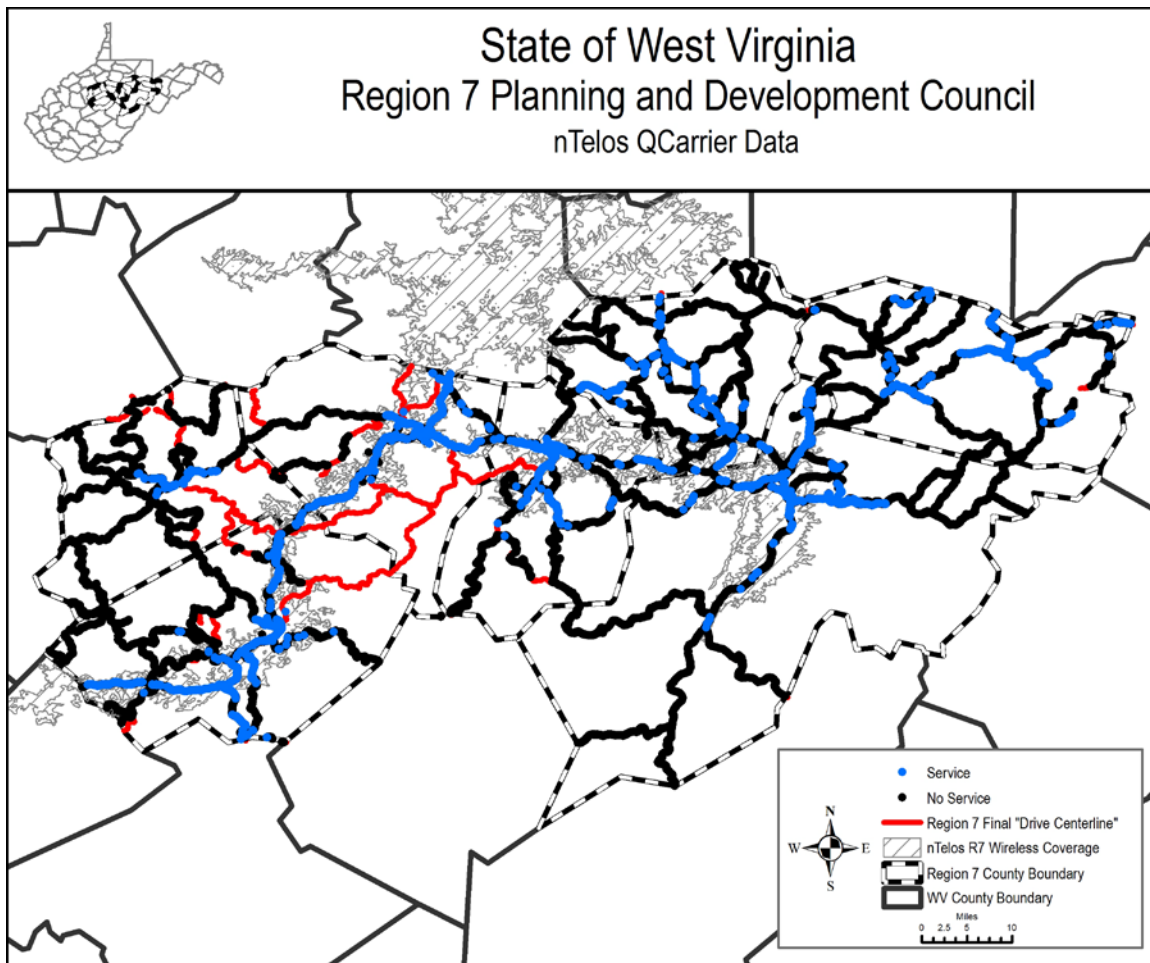 State of West Virginia
Region 7 Planning and Development Council
nTelos QCarrier Data
Service
No Service
Region 7 Final "Drive Centerline"
nTelos R7 Wireless Coverage
Region 7 County Boundary
WV County Boundary
N
W E
S
Miles
0 2.5 5 10